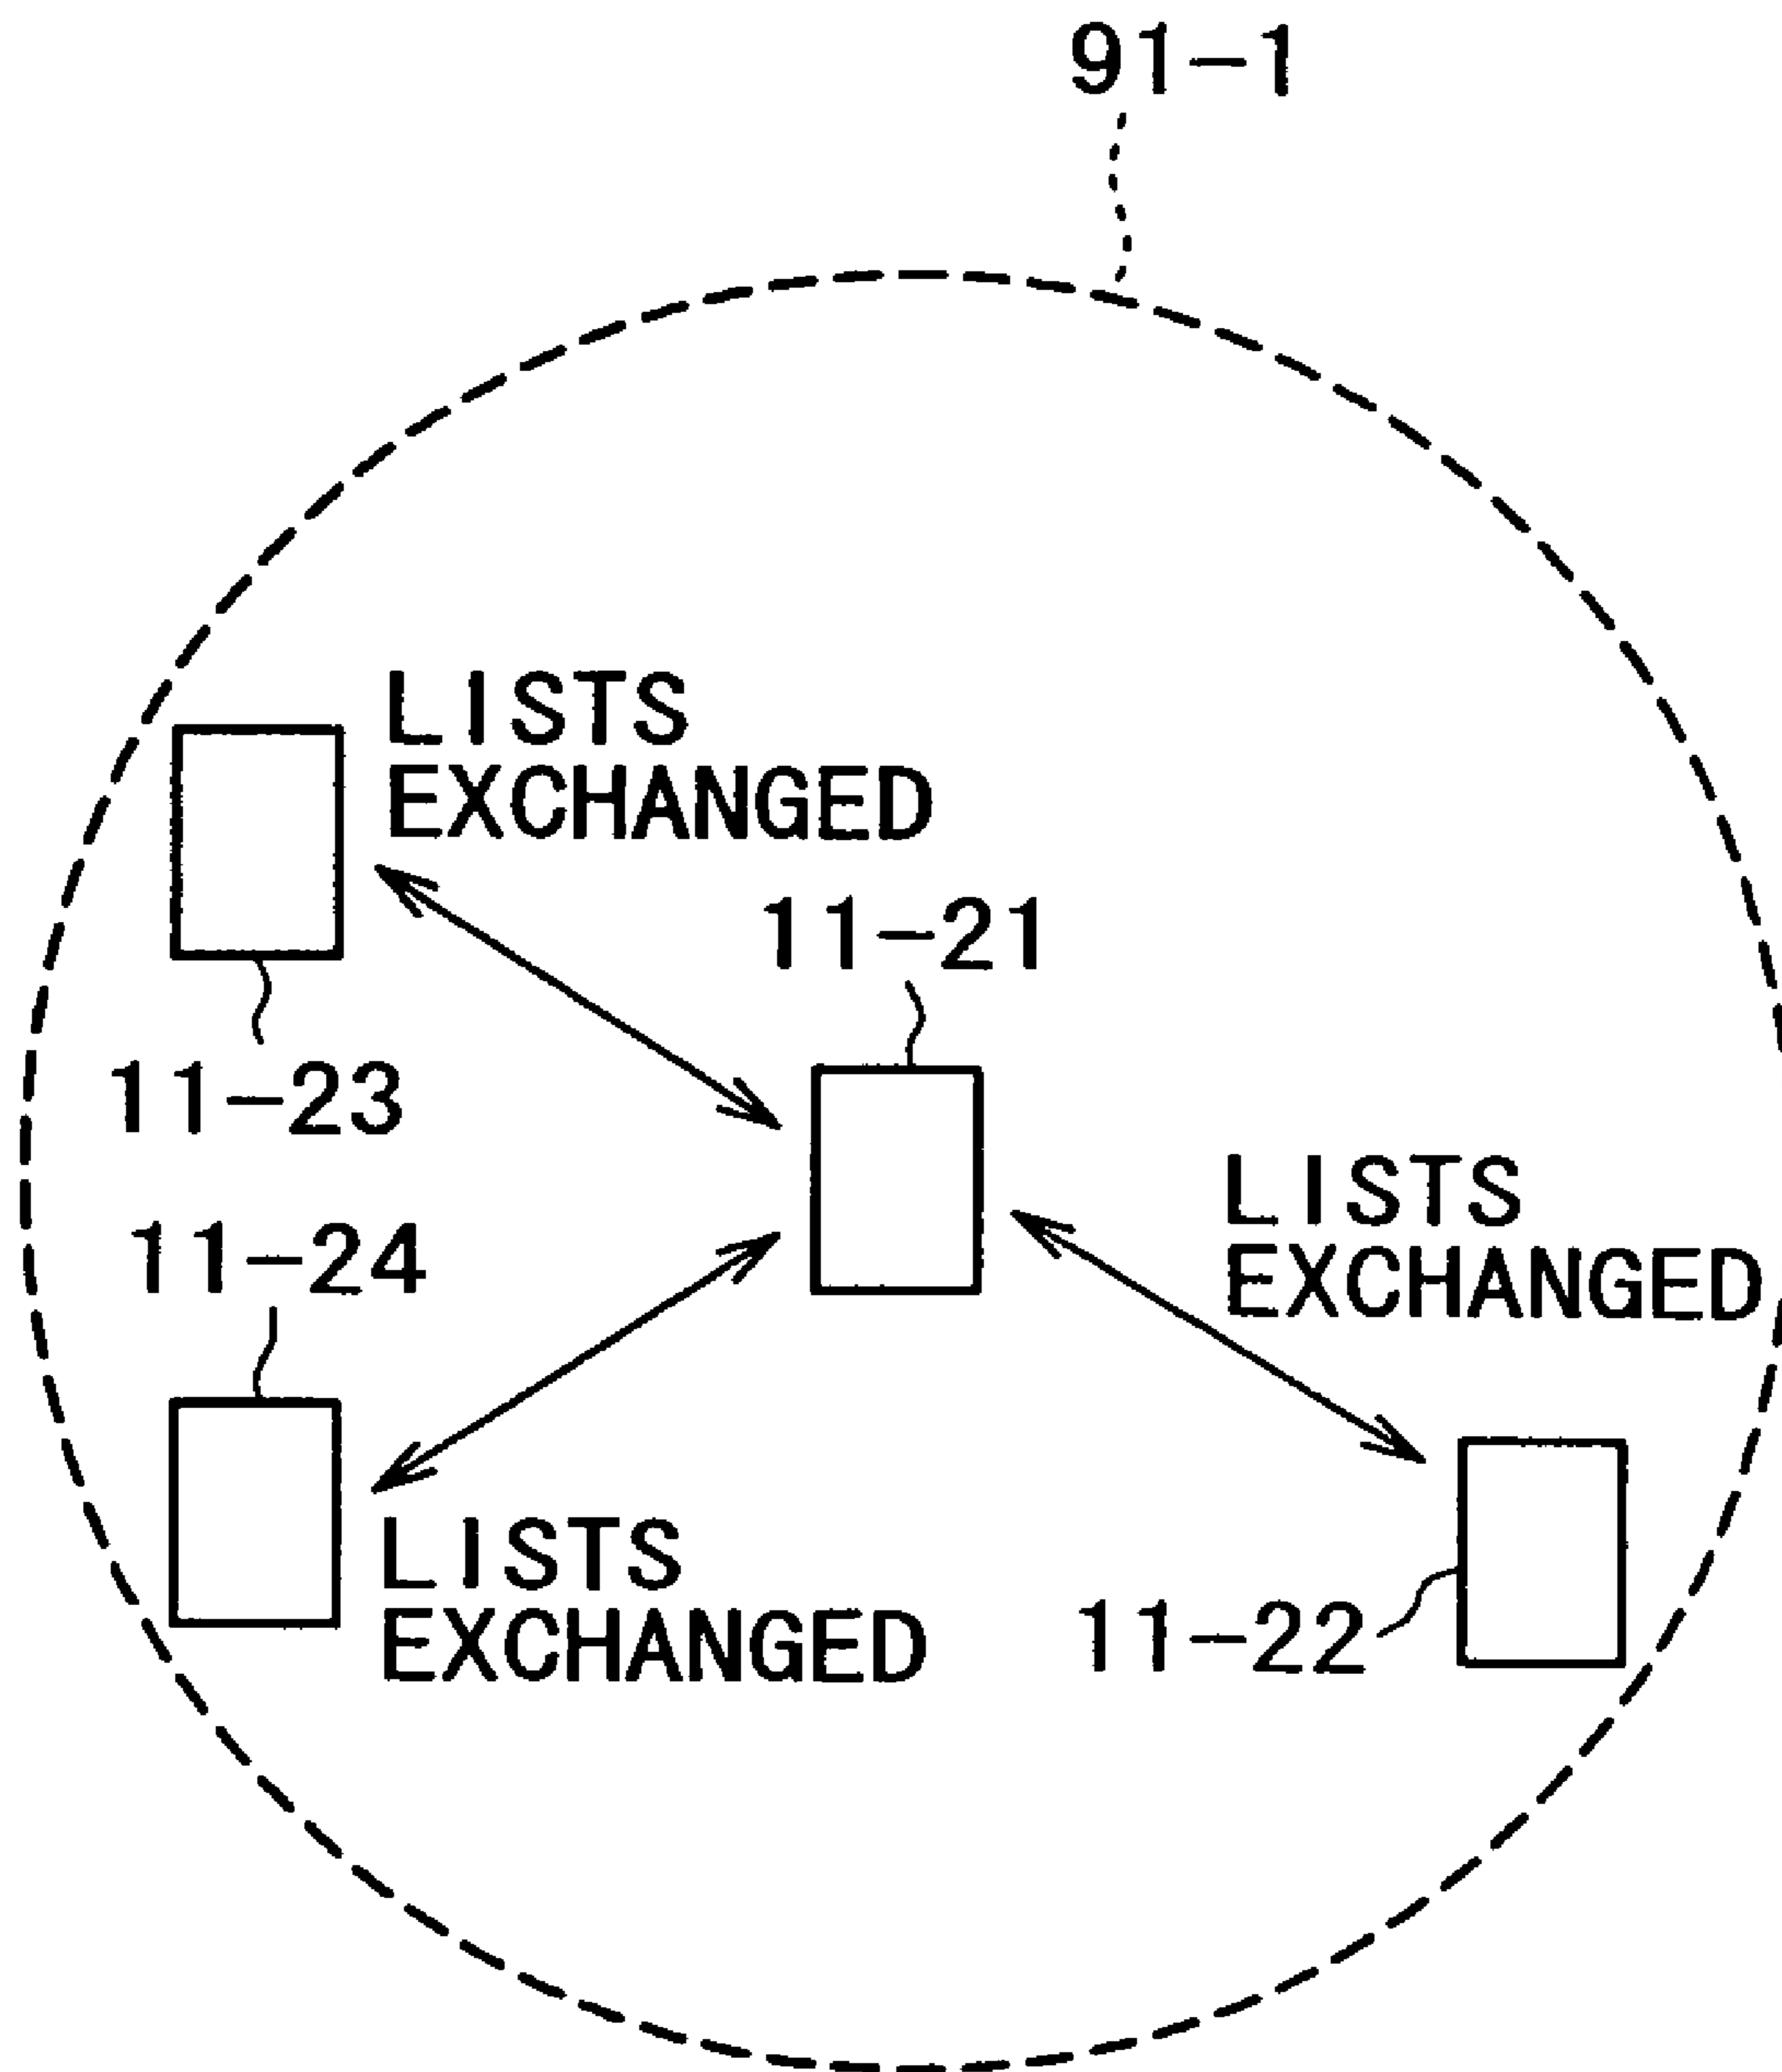 91-1
LISTS
EXCHANGED
11-21
11-23
LISTS
EXCHANGED
11-24
LISTS
EXCHANGED
11-22